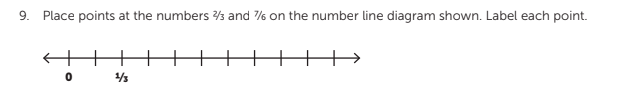 9. Place points at the numbers ⅔ and 7⁄6 on the number line diagram shown. Label each point.
0 ⅓